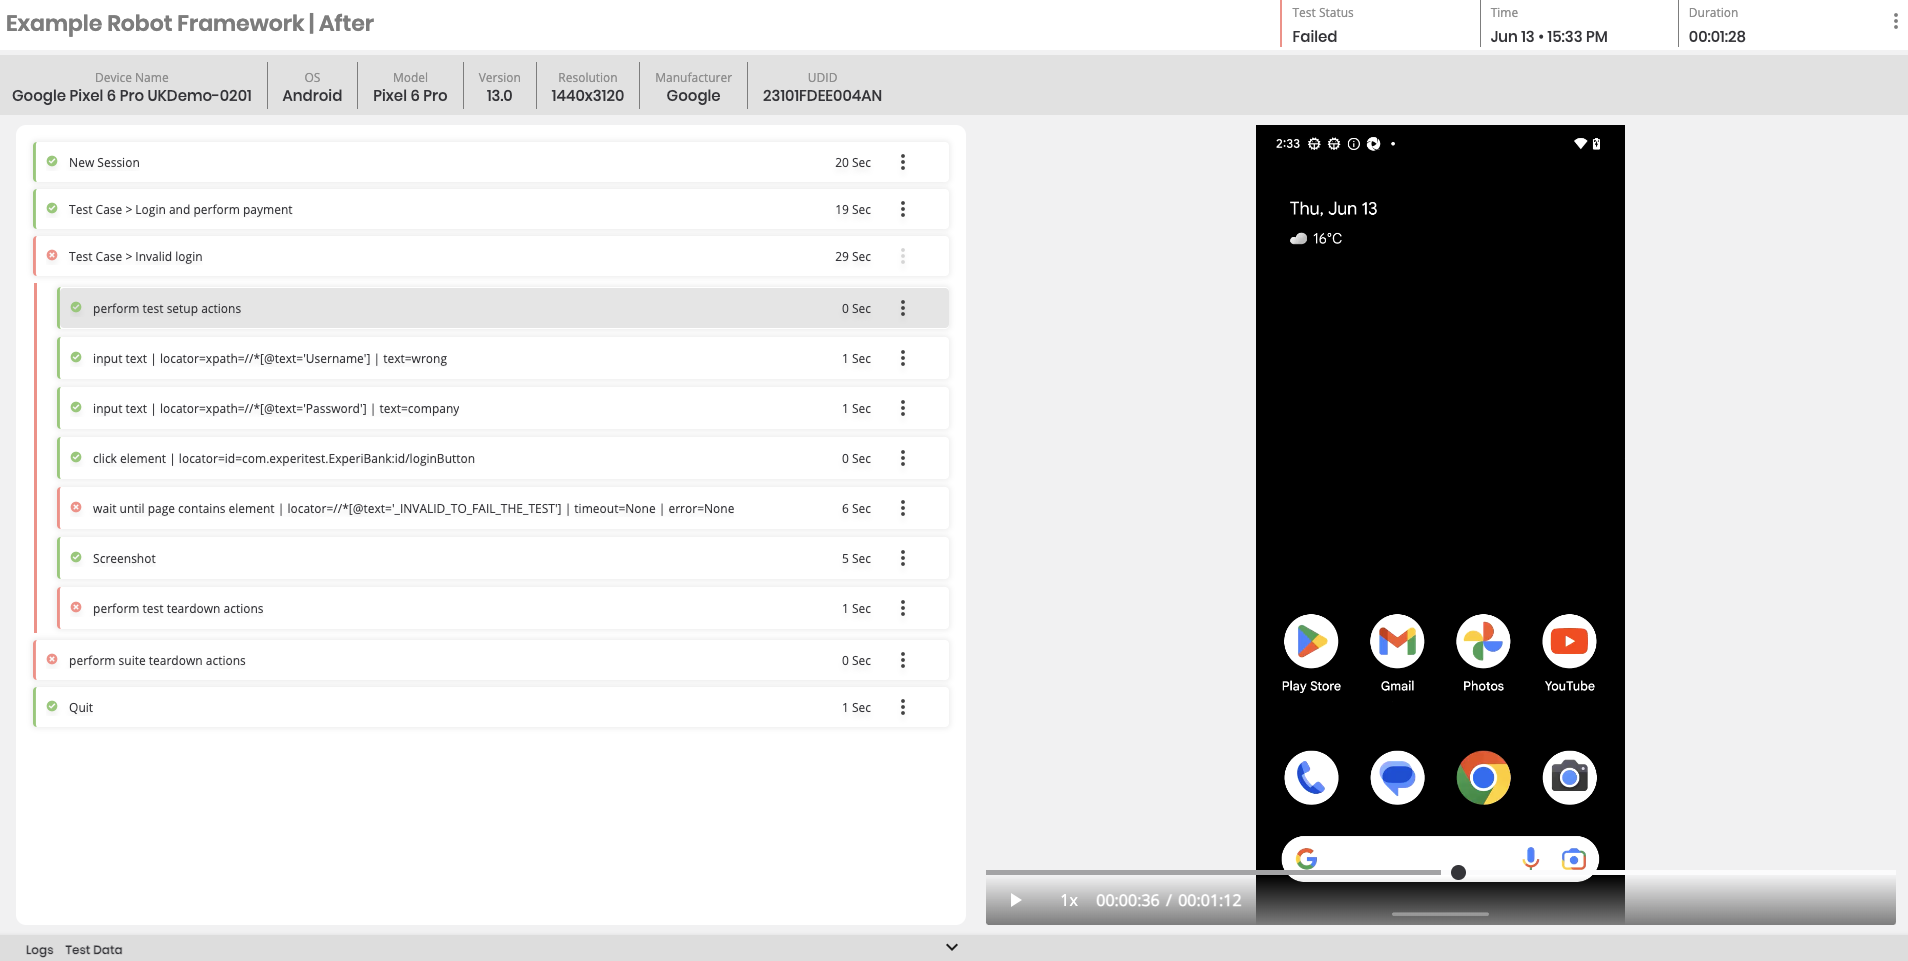 Example Robot Framework | After
Test Status
Failed
Time
Jun 13 • 15:33 PM
Duration
00:01:28
Device Name
Google Pixel 6 Pro UKDemo-0201
OS
Android
Model
Pixel 6 Pro
Version
13.0
Resolution
1440x3120
Manufacturer
Google
UDID
23101FDEE004AN
New Session 20 Sec
Test Case > Login and perform payment 19 Sec
Test Case > Invalid login 29 Sec
perform test setup actions 0 Sec
input text | locator=xpath=//*[@text='Username'] | text=wrong 1 Sec
input text | locator=xpath=//*[@text='Password'] | text=company 1 Sec
click element | locator=id=com.experitest.ExperiBank:id/loginButton 0 Sec
wait until page contains element | locator=//*[@text='_INVALID_TO_FAIL_THE_TEST'] | timeout=None | error=None 6 Sec
Screenshot 5 Sec
perform test teardown actions 1 Sec
perform suite teardown actions 0 Sec
Quit 1 Sec
2:33
Thu, Jun 13
16°C
Play Store Gmail Photos YouTube
1x 00:00:36 / 00:01:12
Logs Test Data